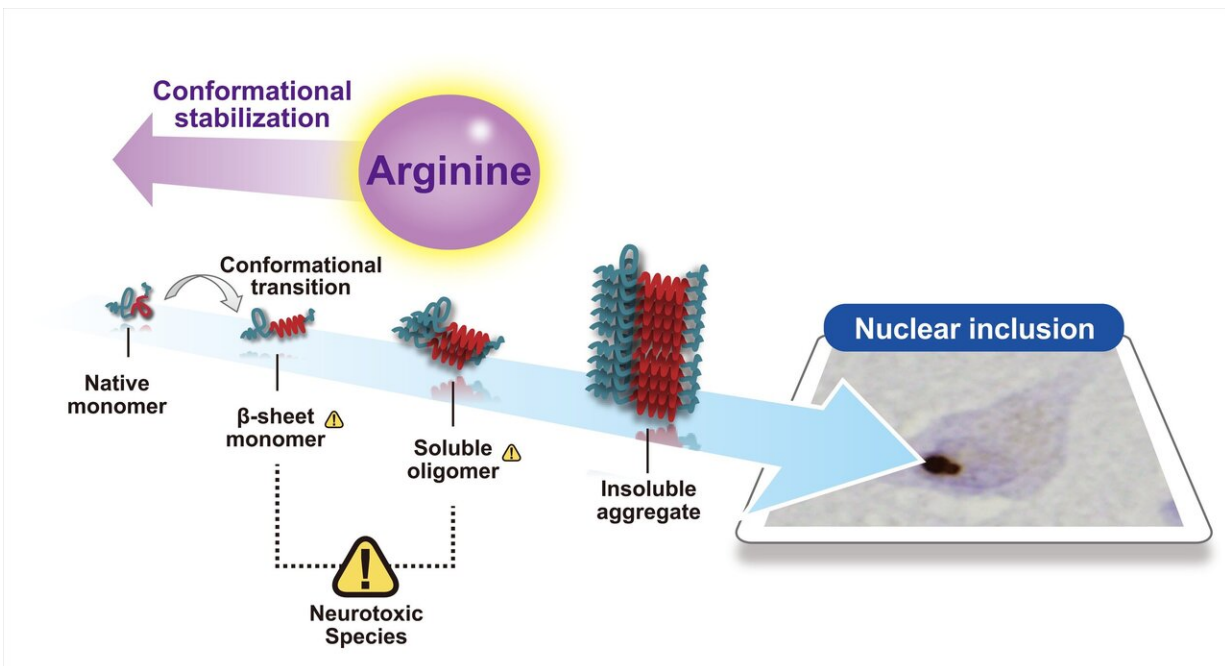 Conformational
stabilization
Arginine
Conformational
transition
Nuclear inclusion
Native
monomer
β-sheet
monomer
Soluble
oligomer
Insoluble
aggregate
Neurotoxic
Species